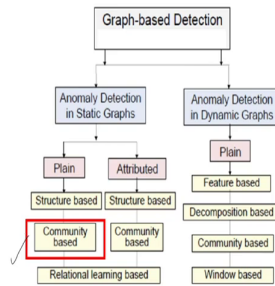 Graph-based Detection
Anomaly Detection
in Static Graphs
Anomaly Detection
in Dynamic Graphs
Plain
Attributed
Plain
Structure based
Structure based
Feature based
Community
based
Community
based
Decomposition based
Community based
Relational learning based
Window based